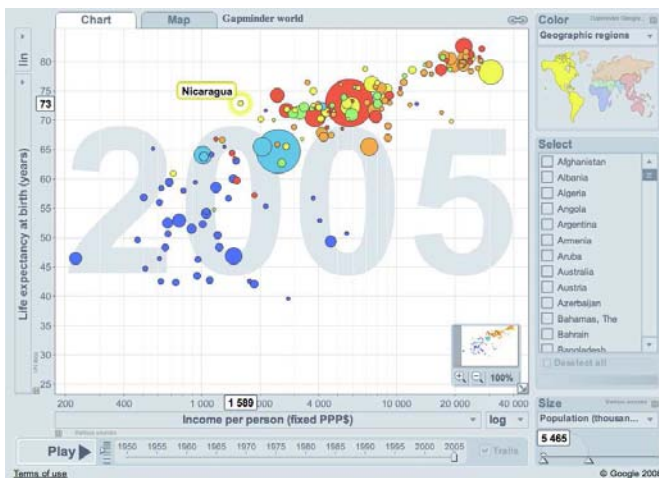 Chart
Map
Gapminder world
Color
Geographic regions
lin
Life expectancy at birth (years)
80
75
73
70
65
60
55
50
45
40
35
30
25
Nicaragua
2005
Select
Afghanistan
Albania
Algeria
Angola
Argentina
Armenia
Aruba
Australia
Austria
Azerbaijan
Bahamas, The
Bahrain
Bangladesh
Deselect all
100%
200
400
1 000
1 589
2 000
4 000
10 000
20 000
40 000
Income per person (fixed PPP$)
log
Size
Population (thousan...
5 465
Play
1950 1955 1960 1965 1970 1975 1980 1985 1990 1995 2000 2005
Trails
Terms of use